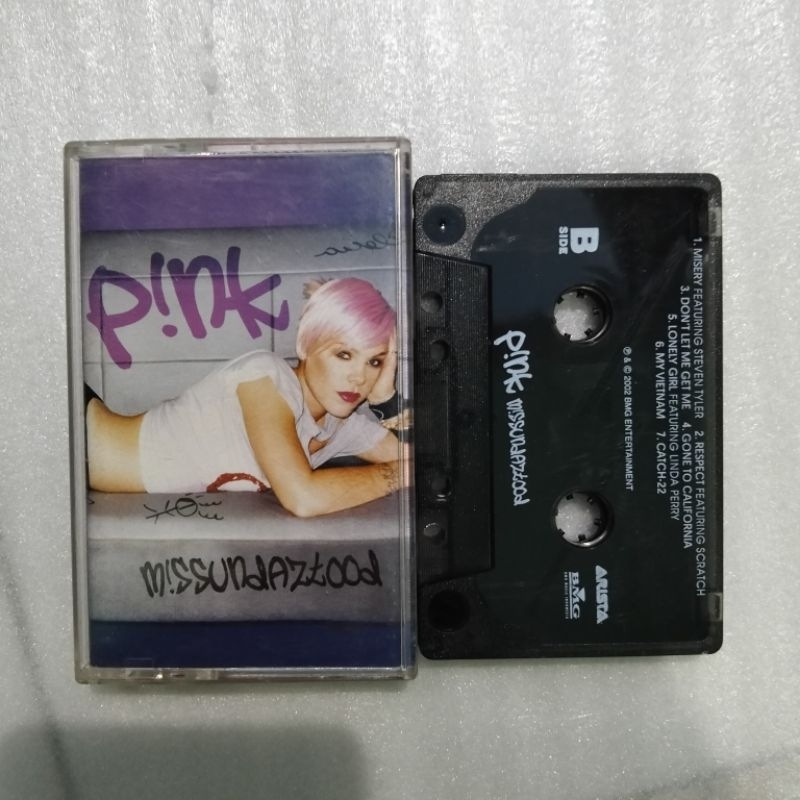 P!nk
M!SSUNDAZTOOD
B
SIDE
P!nk M!SSUNDAZTOOD
℗ & © 2002 BMG ENTERTAINMENT
1. MISERY FEATURING STEVEN TYLER 2. RESPECT FEATURING SCRATCH
3. DON'T LET ME GET ME 4. GONE TO CALIFORNIA
5. LONELY GIRL FEATURING LINDA PERRY
6. MY VIETNAM 7. CATCH-22
ARISTA
BMG